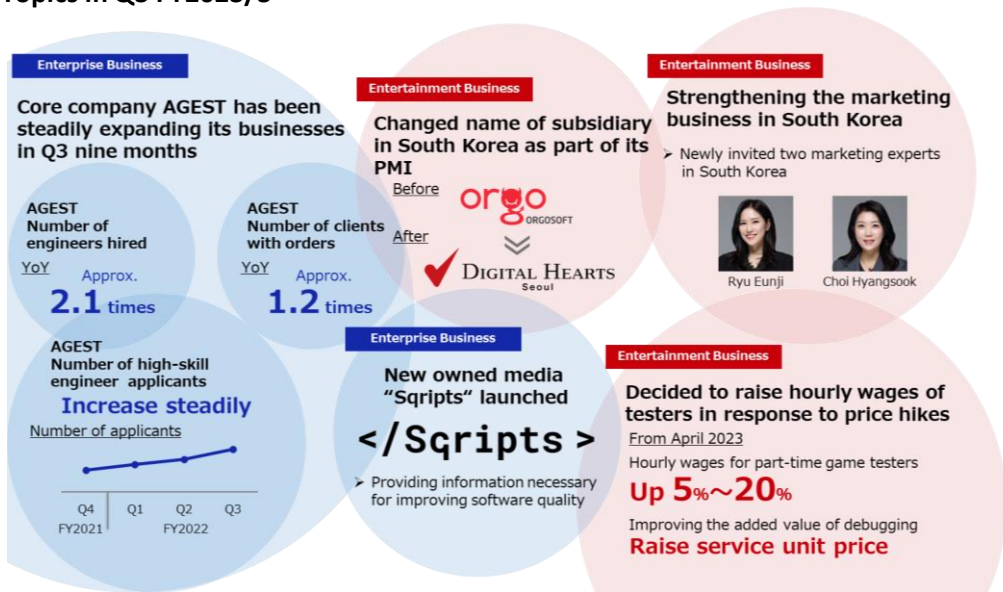 Enterprise Business
Core company AGEST has been
steadily expanding its businesses
in Q3 nine months
AGEST
Number of
engineers hired
YoY
Approx.
2.1 times
AGEST
Number of clients
with orders
YoY
Approx.
1.2 times
AGEST
Number of high-skill
engineer applicants
Increase steadily
Number of applicants
Q4 Q1 Q2 Q3
FY2021 FY2022
Entertainment Business
Changed name of subsidiary
in South Korea as part of its
PMI
Before
orgo
ORGOSOFT
After
DIGITAL HEARTS
Seoul
Entertainment Business
Strengthening the marketing
business in South Korea
➢ Newly invited two marketing experts
in South Korea
Ryu Eunji Choi Hyangsook
Enterprise Business
New owned media
“Sqripts“ launched
</Sqripts >
➢ Providing information necessary
for improving software quality
Entertainment Business
Decided to raise hourly wages of
testers in response to price hikes
From April 2023
Hourly wages for part-time game testers
Up 5%～20%
Improving the added value of debugging
Raise service unit price